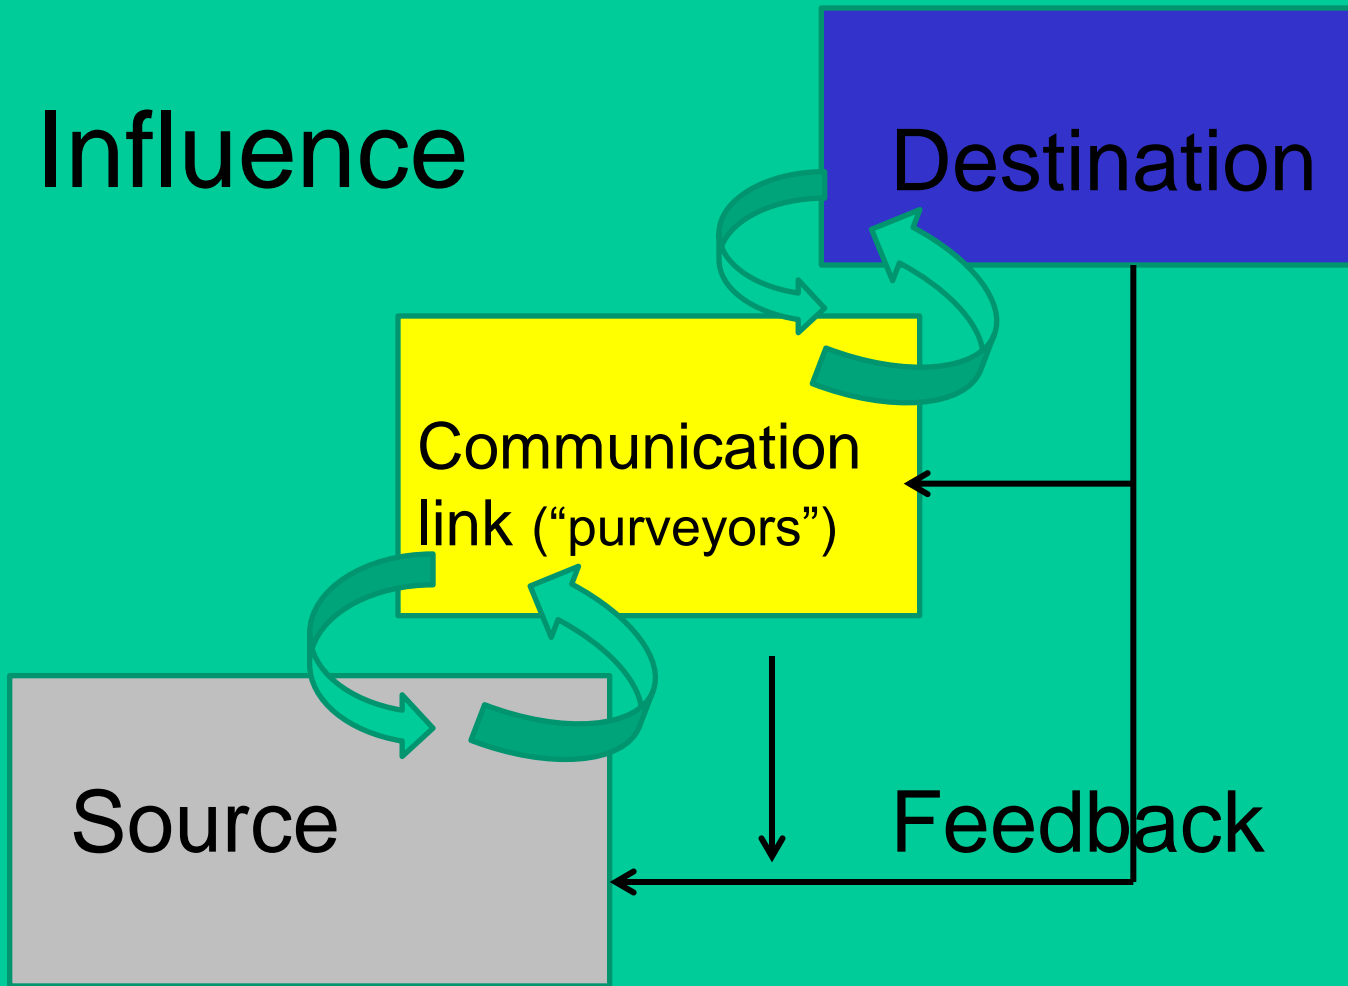 Influence
Destination
Communication
link (“purveyors”)
Source
Feedback